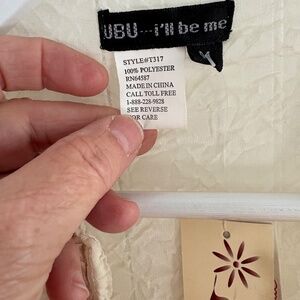 UBU---i'll be me
STYLE#T317
100% POLYESTER
RN64587
MADE IN CHINA
CALL TOLL FREE
1-888-228-9828
SEE REVERSE
FOR CARE